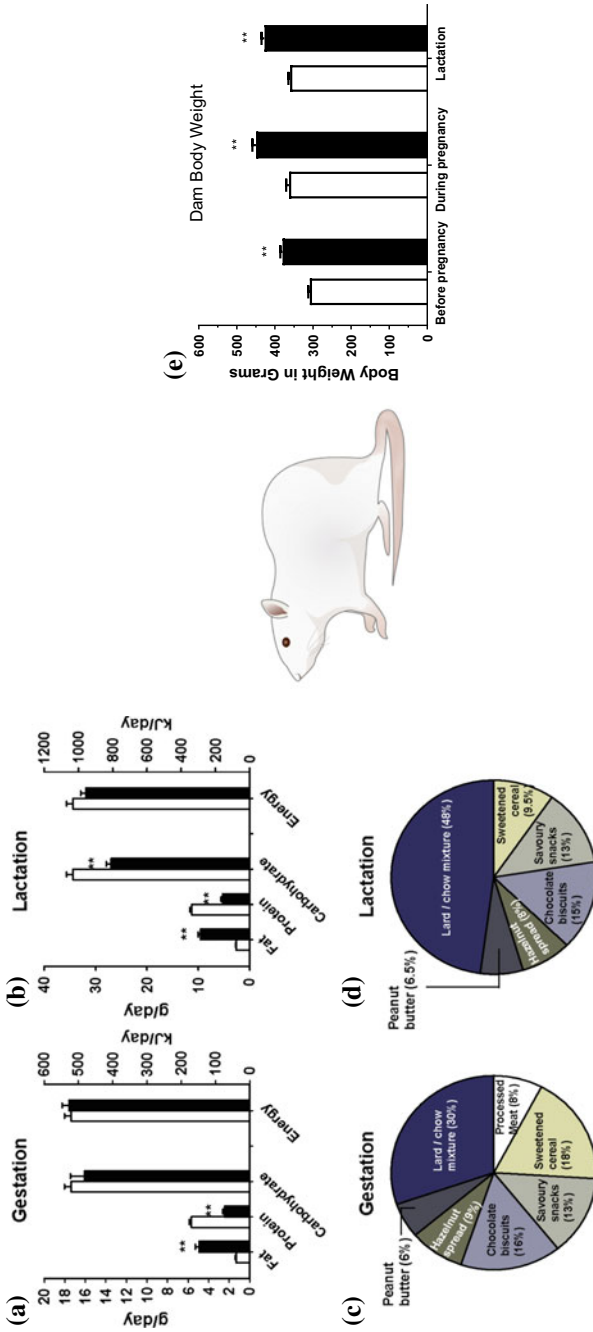 (a)
Gestation
g/day
20
18
16
14
12
10
8
6
4
2
0
600
500
400
300
200
100
0
kJ/day
**
**
Fat
Protein
Carbohydrate
Energy
(b)
Lactation
g/day
40
30
20
10
0
1200
1000
800
600
400
200
0
kJ/day
**
**
**
Fat
Protein
Carbohydrate
Energy
(c)
Gestation
Lard / chow
mixture (30%)
Processed
Meat (8%)
Sweetened
cereal
(18%)
Savoury
snacks
(13%)
Chocolate
biscuits
(16%)
Hazelnut
spread (9%)
Peanut
butter (6%)
(d)
Lactation
Lard / chow mixture (48%)
Sweetened
cereal
(9.5%)
Savoury
snacks
(13%)
Chocolate
biscuits
(15%)
Hazelnut
spread (8%)
Peanut
butter (6.5%)
(e)
Dam Body Weight
Body Weight in Grams
600
500
400
300
200
100
0
**
**
**
Before pregnancy
During pregnancy
Lactation